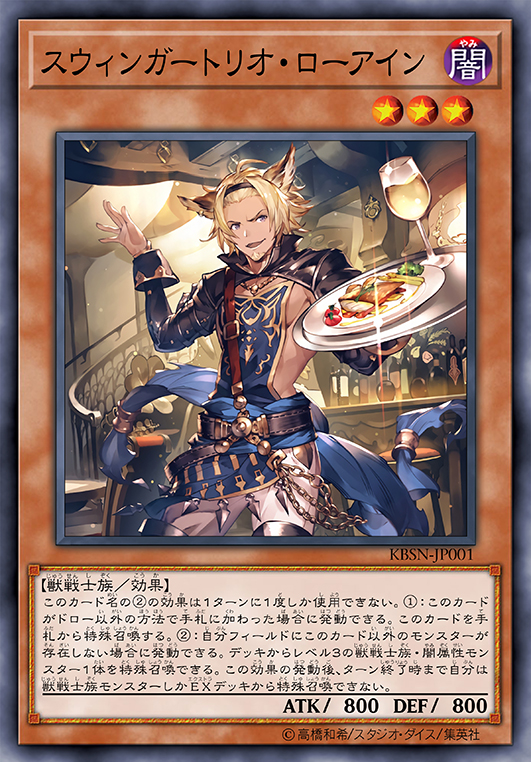 スウィンガートリオ・ローアイン
やみ
闇
KBSN-JP001
【獣戦士族／効果】
このカード名の②の効果は１ターンに１度しか使用できない。①：このカード
がドロー以外の方法で手札に加わった場合に発動できる。このカードを手
札から特殊召喚する。②：自分フィールドにこのカード以外のモンスターが
存在しない場合に発動できる。デッキからレベル３の獣戦士族・闇属性モン
スター１体を特殊召喚できる。この効果の発動後、ターン終了時まで自分は
獣戦士族モンスターしかＥＸデッキから特殊召喚できない。
ATK/ 800 DEF/ 800
©高橋和希/スタジオ・ダイス/集英社